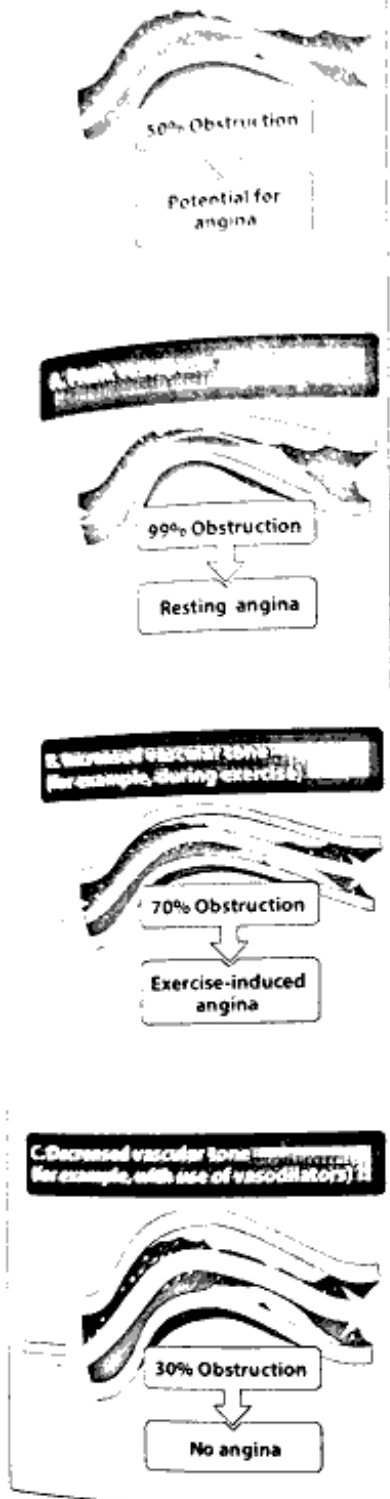 50% Obstruction
Potential for
angina
A.
99% Obstruction
Resting angina
B. Increased vascular tone
(for example, during exercise)
70% Obstruction
Exercise-induced
angina
C. Decreased vascular tone
(for example, with use of vasodilators)
30% Obstruction
No angina